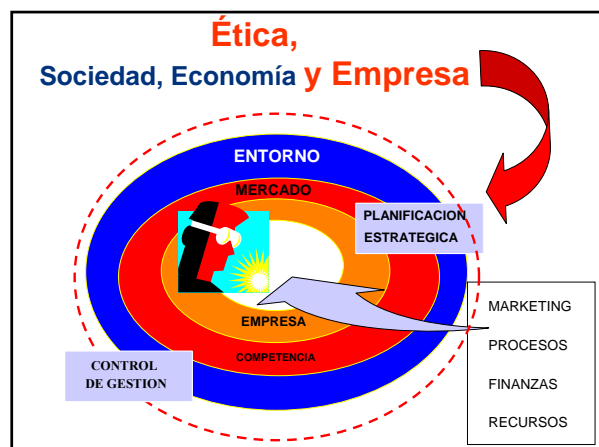 Ética,
Sociedad, Economía y Empresa
ENTORNO
MERCADO
PLANIFICACION
ESTRATEGICA
EMPRESA
COMPETENCIA
CONTROL
DE GESTION
MARKETING
PROCESOS
FINANZAS
RECURSOS